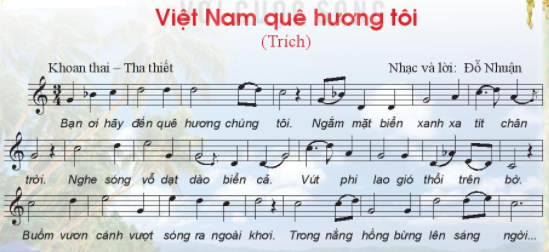 Việt Nam quê hương tôi
(Trích)
Khoan thai – Tha thiết
Nhạc và lời: Đỗ Nhuận
3
4
Bạn ơi hãy đến quê hương chúng tôi. Ngắm mặt biển xanh xa tít chân
trời. Nghe sóng vỗ dạt dào biển cả. Vút phi lao gió thổi trên bờ.
Buồm vươn cánh vượt sóng ra ngoài khơi. Trong nắng hồng bừng lên sáng ngời...